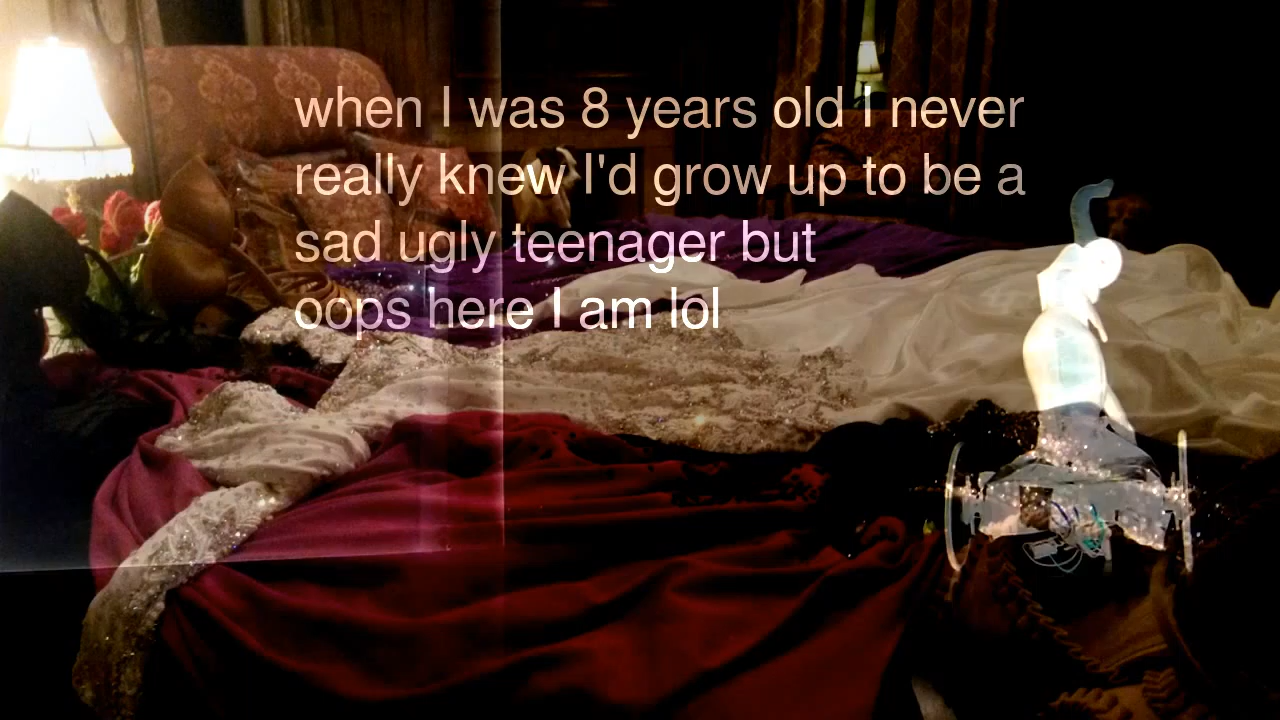 when I was 8 years old I never
really knew I'd grow up to be a
sad ugly teenager but
oops here I am lol